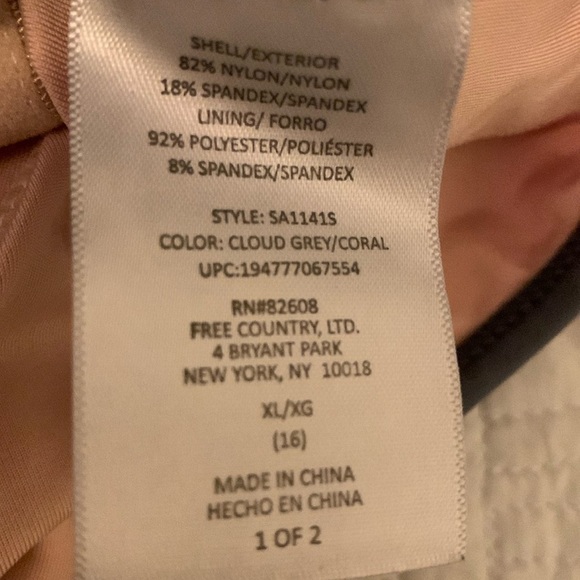 SHELL/EXTERIOR
82% NYLON/NYLON
18% SPANDEX/SPANDEX
LINING/ FORRO
92% POLYESTER/POLIÉSTER
8% SPANDEX/SPANDEX
STYLE: SA1141S
COLOR: CLOUD GREY/CORAL
UPC:194777067554
RN#82608
FREE COUNTRY, LTD.
4 BRYANT PARK
NEW YORK, NY 10018
XL/XG
(16)
MADE IN CHINA
HECHO EN CHINA
1 OF 2